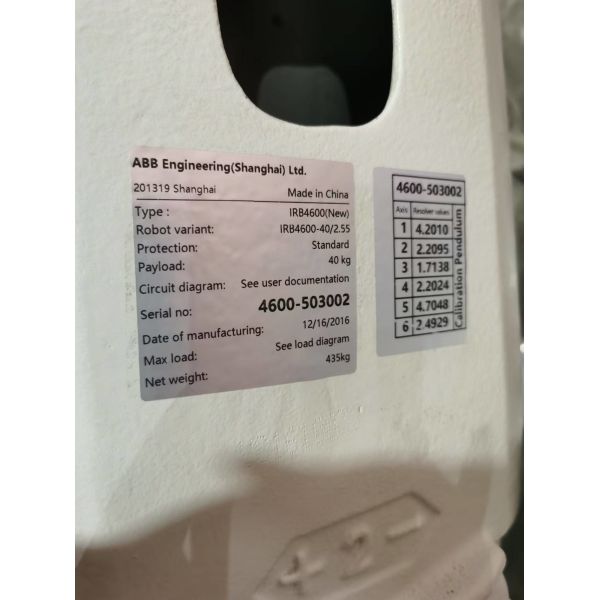 ABB Engineering(Shanghai) Ltd.
201319 Shanghai Made in China
Type : IRB4600(New)
Robot variant: IRB4600-40/2.55
Protection: Standard
Payload: 40 kg
Circuit diagram: See user documentation
Serial no: 4600-503002
Date of manufacturing: 12/16/2016
Max load: See load diagram
Net weight: 435kg
4600-503002
Axis Resolver values
1 4.2010
2 2.2095
3 1.7138
4 2.2024
5 4.7048
6 2.4929
Calibration Pendulum
+ 2 -